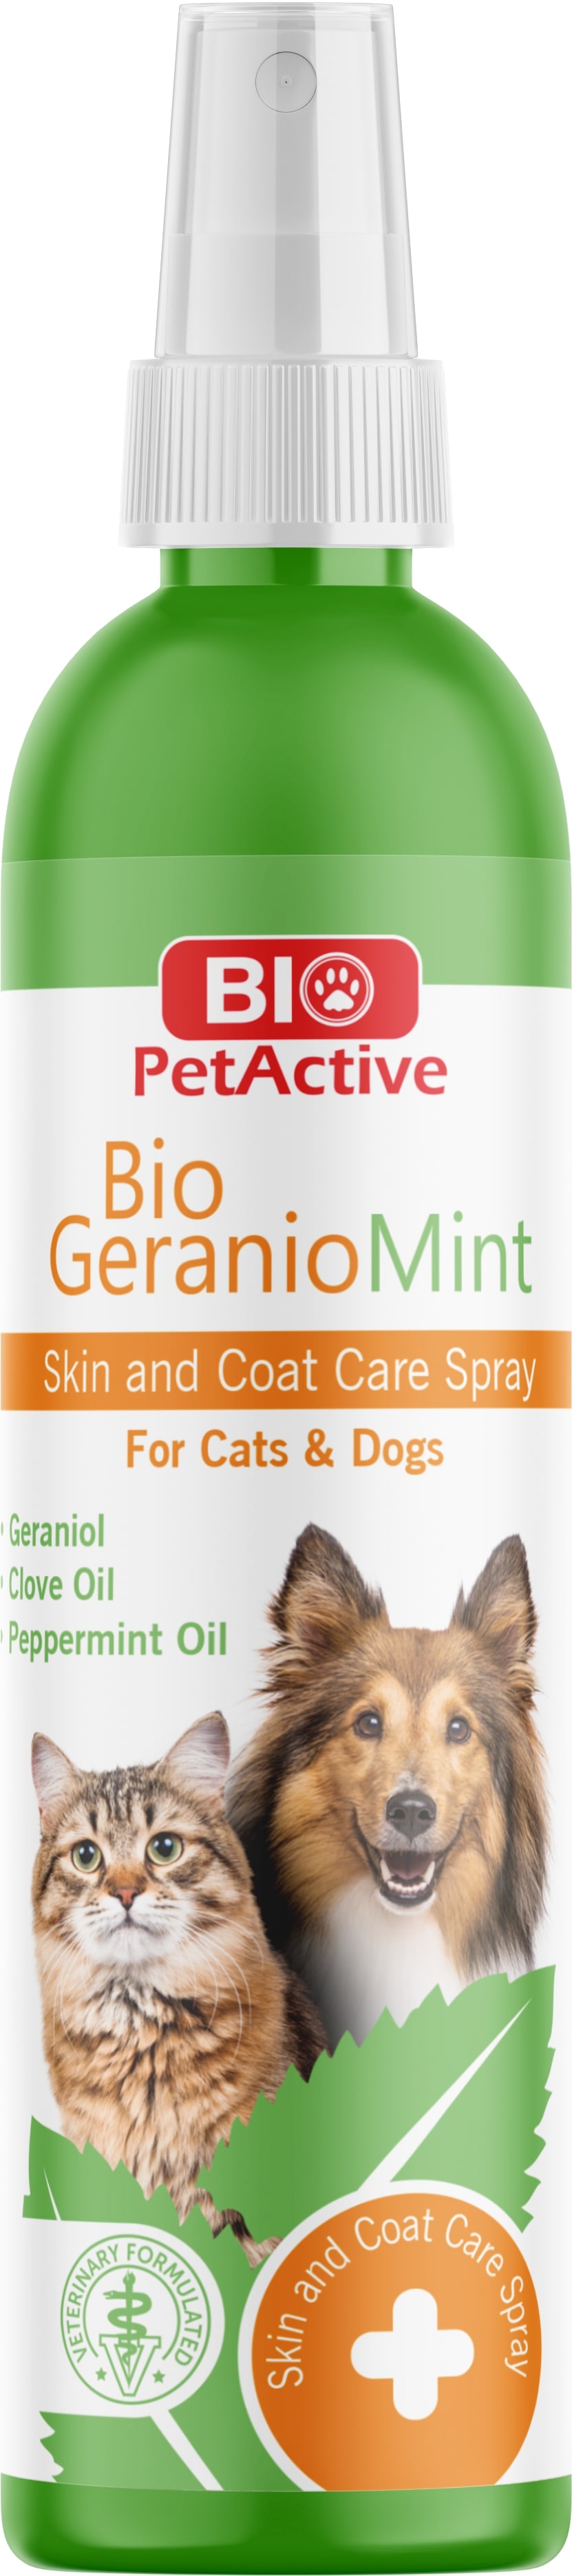 BIO
PetActive
Bio
GeranioMint
Skin and Coat Care Spray
For Cats & Dogs
• Geraniol
• Clove Oil
• Peppermint Oil
VETERINARY FORMULATED
V
Skin and Coat Care Spray